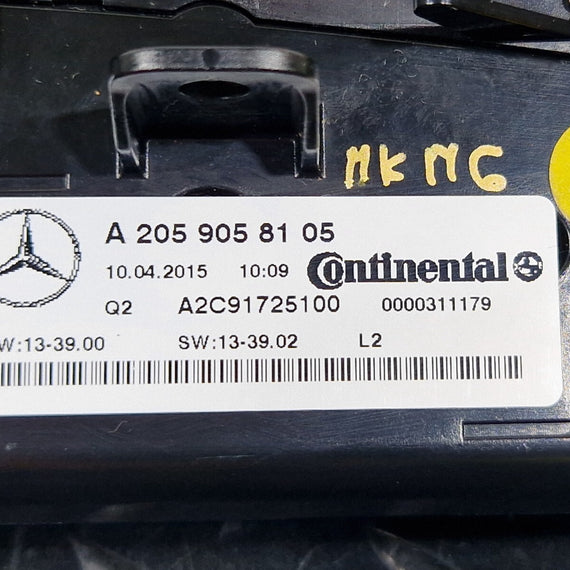 MKMG
A 205 905 81 05
10.04.2015 10:09 Continental
Q2 A2C91725100 0000311179
W:13-39.00 SW:13-39.02 L2